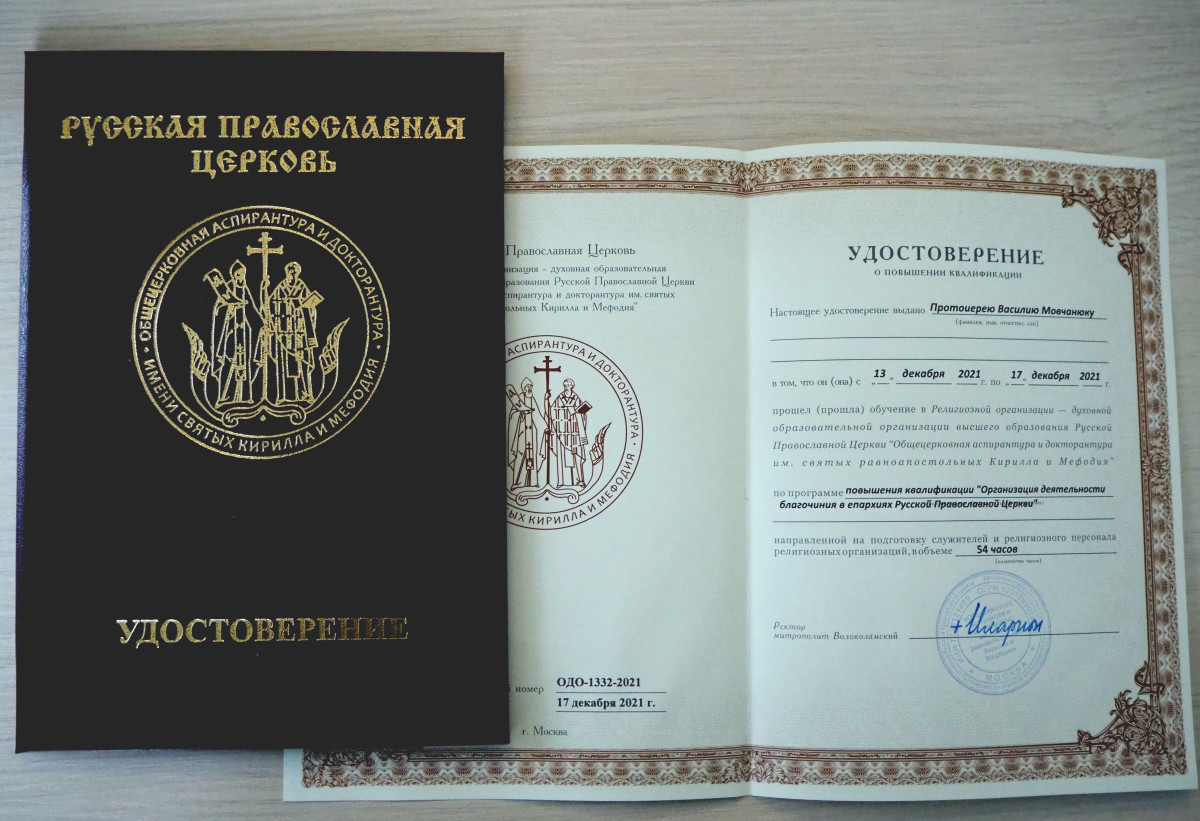 РУССКАЯ ПРАВОСЛАВНАЯ
ЦЕРКОВЬ
ОБЩЕЦЕРКОВНАЯ АСПИРАНТУРА И ДОКТОРАНТУРА
ИМЕНИ СВЯТЫХ КИРИЛЛА И МЕФОДИЯ
УДОСТОВЕРЕНИЕ
Православная Церковь
низация - духовная образовательная
разования Русской Православной Церкви
спирантура и докторантура им. святых
ольных Кирилла и Мефодия"
АСПИРАНТУРА И ДОКТОРАНТУРА
ЫХ КИРИЛЛА И МЕФОДИЯ
номер ОДО-1332-2021
17 декабря 2021 г.
г. Москва
УДОСТОВЕРЕНИЕ
О ПОВЫШЕНИИ КВАЛИФИКАЦИИ
Настоящее удостоверение выдано Протоиерею Василию Мовчанюку
(фамилия, имя, отчество, сан)
в том, что он (она) с „13" декабря 2021 г. по „17" декабря 2021 г.
прошел (прошла) обучение в Религиозной организации — духовной
образовательной организации высшего образования Русской
Православной Церкви "Общецерковная аспирантура и докторантура
им. святых равноапостольных Кирилла и Мефодия"
по программе повышения квалификации "Организация деятельности
благочиния в епархиях Русской Православной Церкви"
направленной на подготовку служителей и религиозного персонала
религиозных организаций, в объеме 54 часов
(количество часов)
Ректор
митрополит Волоколамский
+ Иларион
МОСКВА